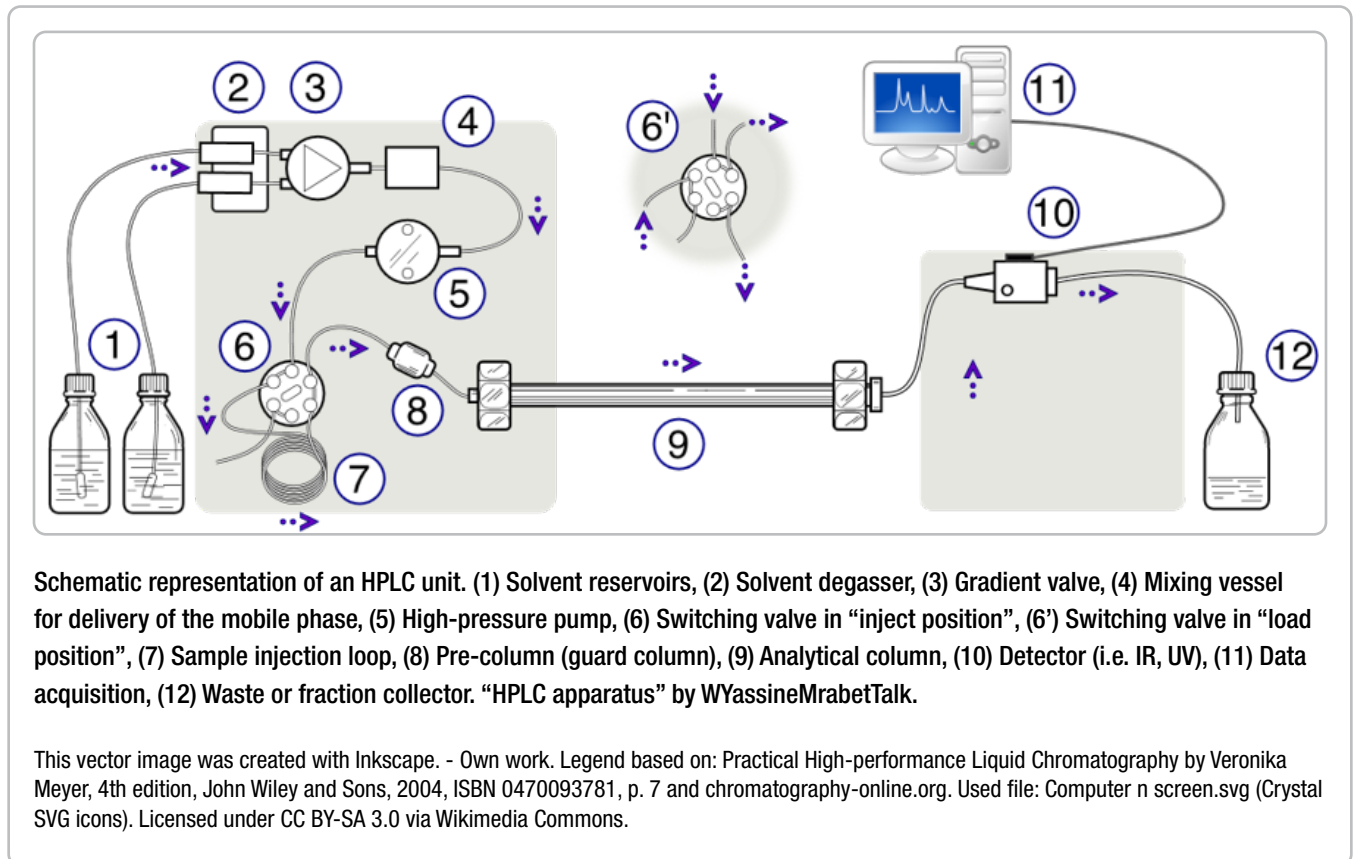 2
3
4
6'
11
10
5
1
6
12
8
9
7
Schematic representation of an HPLC unit. (1) Solvent reservoirs, (2) Solvent degasser, (3) Gradient valve, (4) Mixing vessel
for delivery of the mobile phase, (5) High-pressure pump, (6) Switching valve in “inject position”, (6’) Switching valve in “load
position”, (7) Sample injection loop, (8) Pre-column (guard column), (9) Analytical column, (10) Detector (i.e. IR, UV), (11) Data
acquisition, (12) Waste or fraction collector. “HPLC apparatus” by WYassineMrabetTalk.
This vector image was created with Inkscape. - Own work. Legend based on: Practical High-performance Liquid Chromatography by Veronika
Meyer, 4th edition, John Wiley and Sons, 2004, ISBN 0470093781, p. 7 and chromatography-online.org. Used file: Computer n screen.svg (Crystal
SVG icons). Licensed under CC BY-SA 3.0 via Wikimedia Commons.